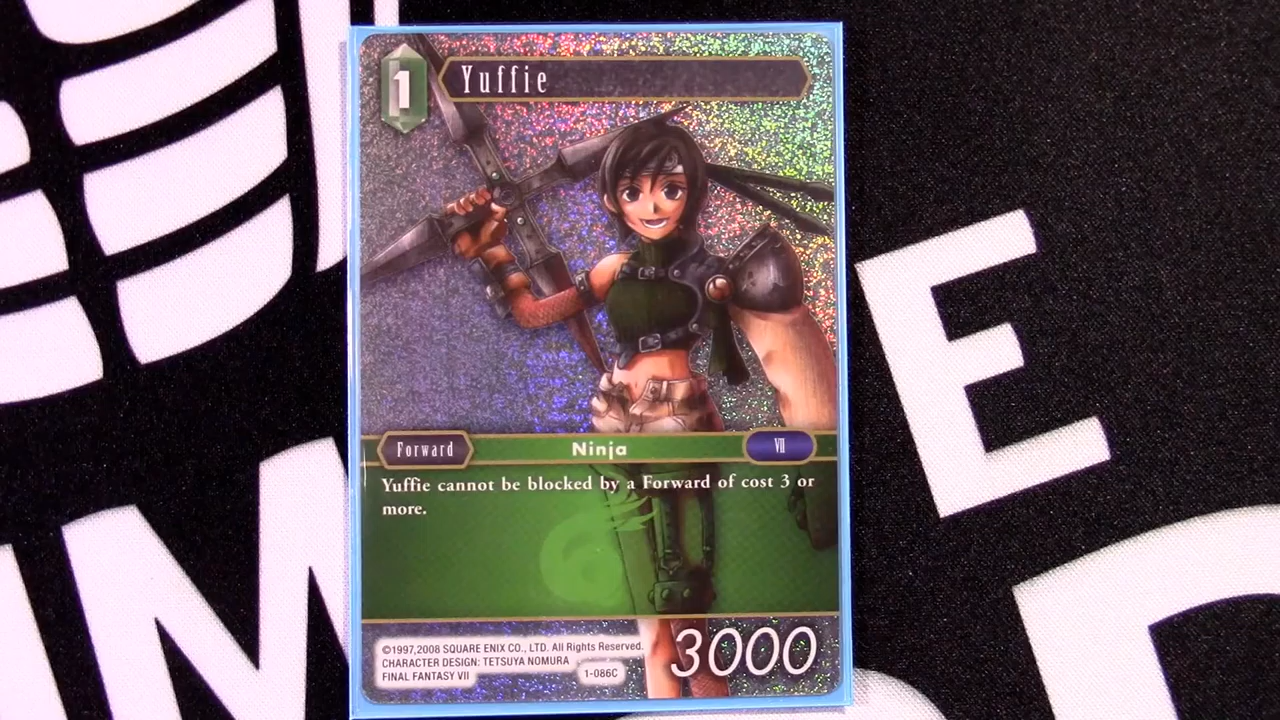 1
Yuffie
Forward
Ninja
VII
Yuffie cannot be blocked by a Forward of cost 3 or
more.
©1997,2008 SQUARE ENIX CO., LTD. All Rights Reserved.
CHARACTER DESIGN: TETSUYA NOMURA
FINAL FANTASY VII
1-086C
3000
E
M